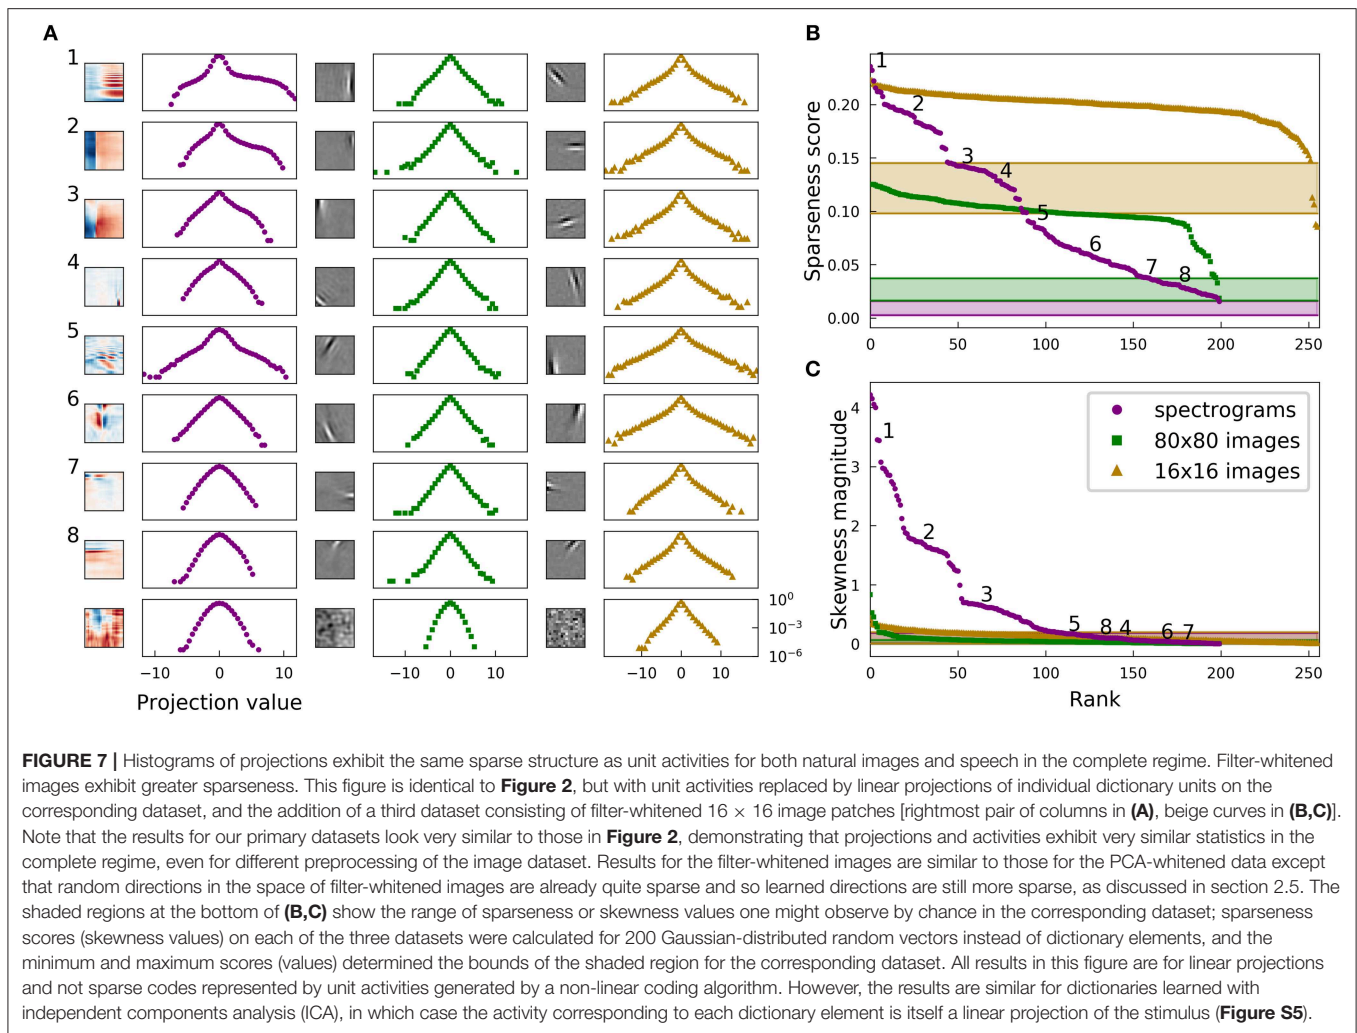 A
1
2
3
4
5
6
7
8
10⁰
10⁻³
10⁻⁶
0 10
−10 0 10
−10 0 10
Projection value
B
Sparseness score
0.20
0.15
0.10
0.05
0.00
1
2
3
4
5
6
7
8
0 50 100 150 200 250
C
Skewness magnitude
4
3
2
1
0
1
2
3
5 8 4 6 7
spectrograms
80x80 images
16x16 images
0 50 100 150 200 250
Rank
FIGURE 7 | Histograms of projections exhibit the same sparse structure as unit activities for both natural images and speech in the complete regime. Filter-whitened
images exhibit greater sparseness. This figure is identical to Figure 2, but with unit activities replaced by linear projections of individual dictionary units on the
corresponding dataset, and the addition of a third dataset consisting of filter-whitened 16 × 16 image patches [rightmost pair of columns in (A), beige curves in (B,C)].
Note that the results for our primary datasets look very similar to those in Figure 2, demonstrating that projections and activities exhibit very similar statistics in the
complete regime, even for different preprocessing of the image dataset. Results for the filter-whitened images are similar to those for the PCA-whitened data except
that random directions in the space of filter-whitened images are already quite sparse and so learned directions are still more sparse, as discussed in section 2.5. The
shaded regions at the bottom of (B,C) show the range of sparseness or skewness values one might observe by chance in the corresponding dataset; sparseness
scores (skewness values) on each of the three datasets were calculated for 200 Gaussian-distributed random vectors instead of dictionary elements, and the
minimum and maximum scores (values) determined the bounds of the shaded region for the corresponding dataset. All results in this figure are for linear projections
and not sparse codes represented by unit activities generated by a non-linear coding algorithm. However, the results are similar for dictionaries learned with
independent components analysis (ICA), in which case the activity corresponding to each dictionary element is itself a linear projection of the stimulus (Figure S5).